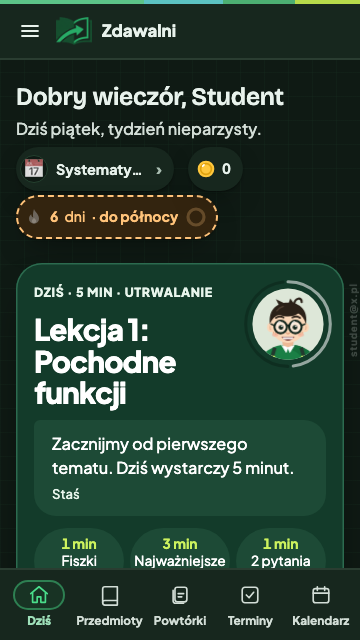 Zdawalni
Dobry wieczór, Student
Dziś piątek, tydzień nieparzysty.
Systematy… ›
0
6 dni · do północy
DZIŚ · 5 MIN · UTRWALANIE
Lekcja 1:
Pochodne
funkcji
student@x.pl
Zacznijmy od pierwszego
tematu. Dziś wystarczy 5 minut.
Staś
1 min 3 min 1 min
Fiszki Najważniejsze 2 pytania
Dziś Przedmioty Powtórki Terminy Kalendarz